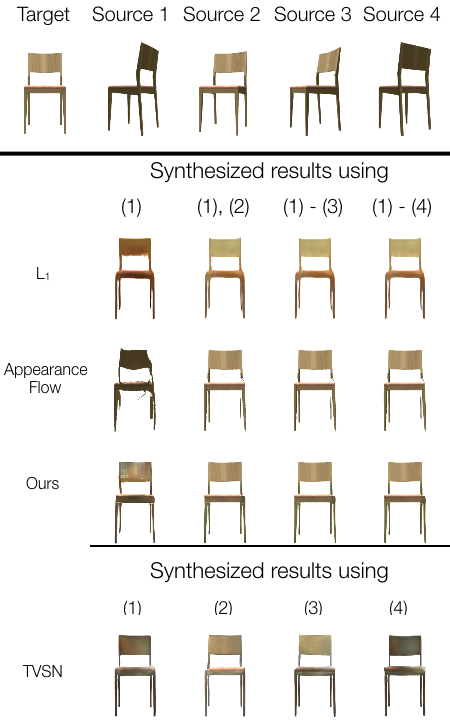 Target Source 1 Source 2 Source 3 Source 4
Synthesized results using
(1) (1), (2) (1) - (3) (1) - (4)
L₁
Appearance
Flow
Ours
Synthesized results using
(1) (2) (3) (4)
TVSN